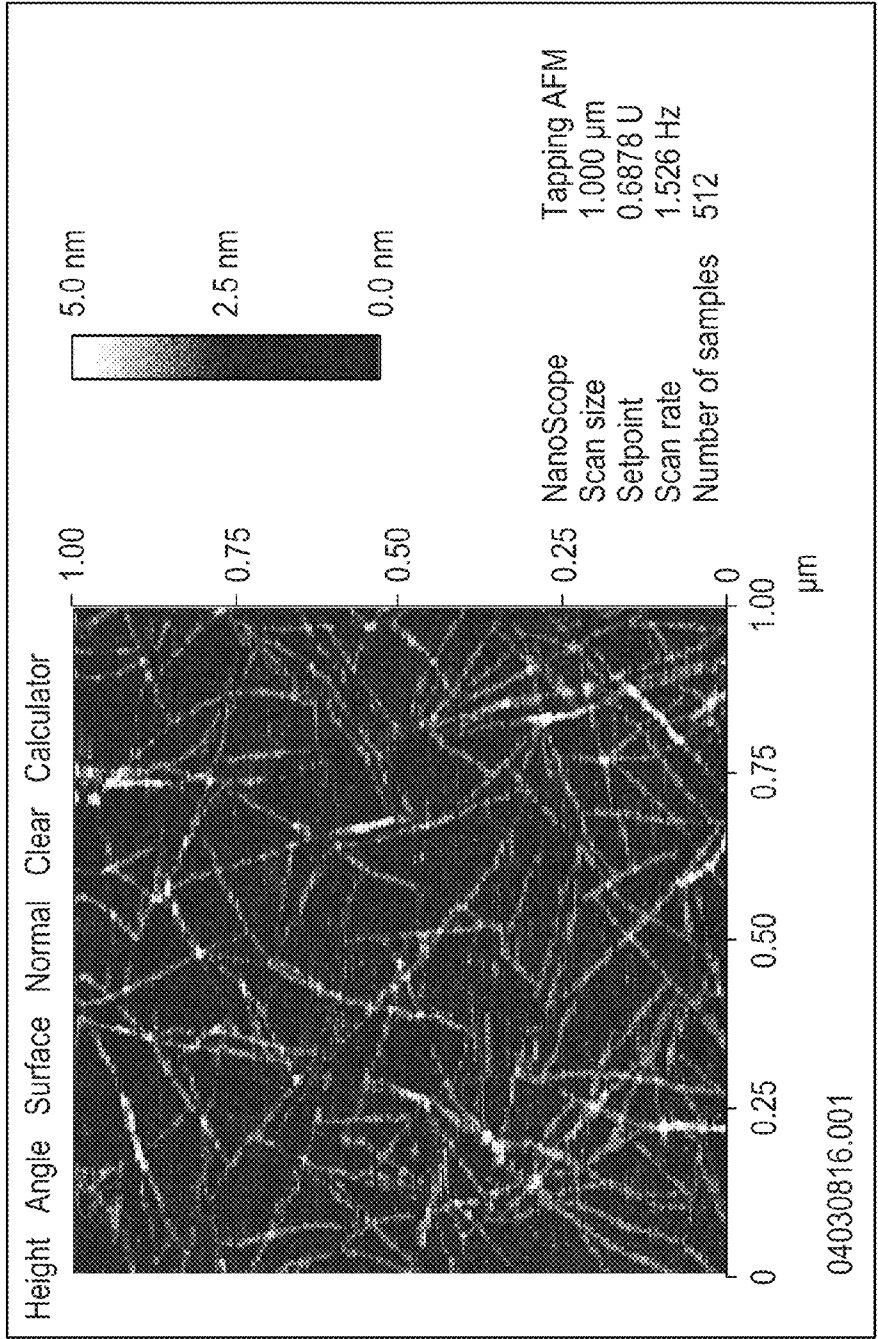 Height Angle Surface Normal Clear Calculator
5.0 nm
2.5 nm
0.0 nm
1.00
0.75
0.50
0.25
0
0 0.25 0.50 0.75 1.00
µm
NanoScope Tapping AFM
Scan size 1.000 µm
Setpoint 0.6878 U
Scan rate 1.526 Hz
Number of samples 512
04030816.001